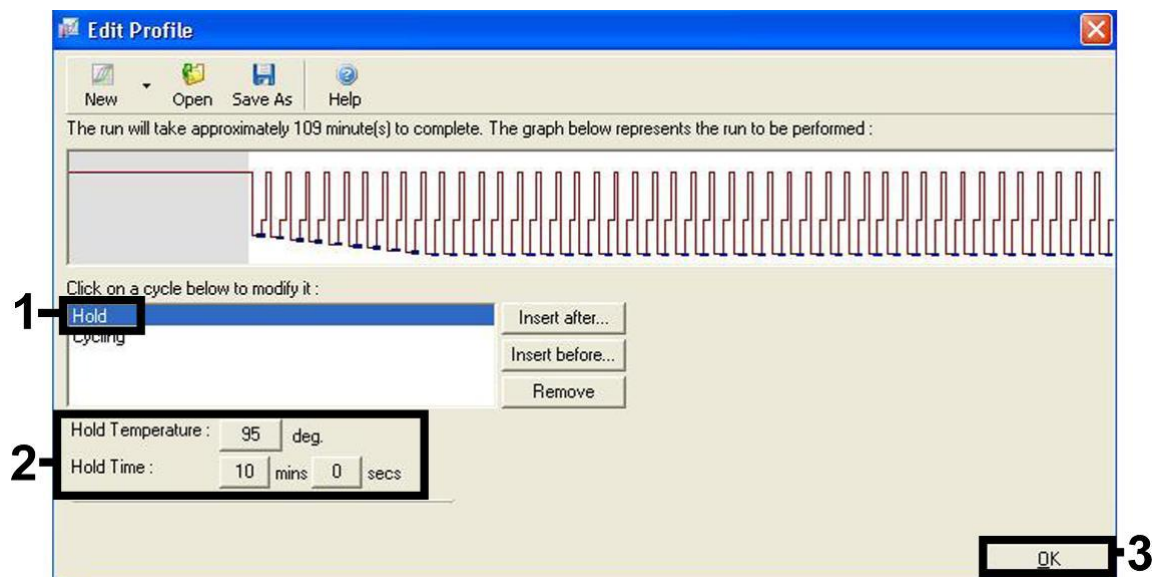 Edit Profile
New Open Save As Help
The run will take approximately 109 minute(s) to complete. The graph below represents the run to be performed :
Click on a cycle below to modify it :
1 Hold Insert after...
Cycling
Insert before...
Remove
Hold Temperature : 95 deg.
2
Hold Time : 10 mins 0 secs
OK 3